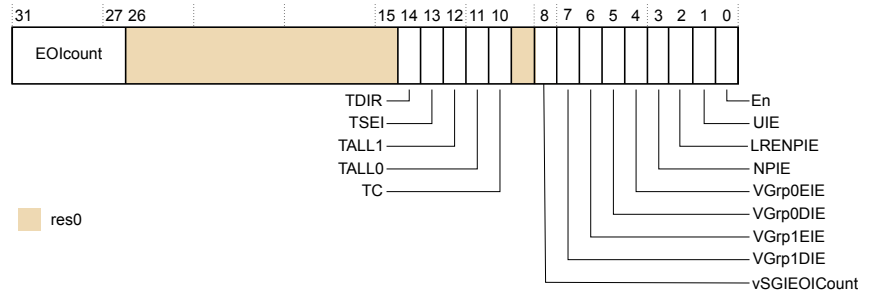 31 27 26 15 14 13 12 11 10 8 7 6 5 4 3 2 1 0
EOIcount
TDIR En
TSEI UIE
TALL1 LRENPIE
TALL0 NPIE
TC VGrp0EIE
VGrp0DIE
res0
VGrp1EIE
VGrp1DIE
vSGIEOICount